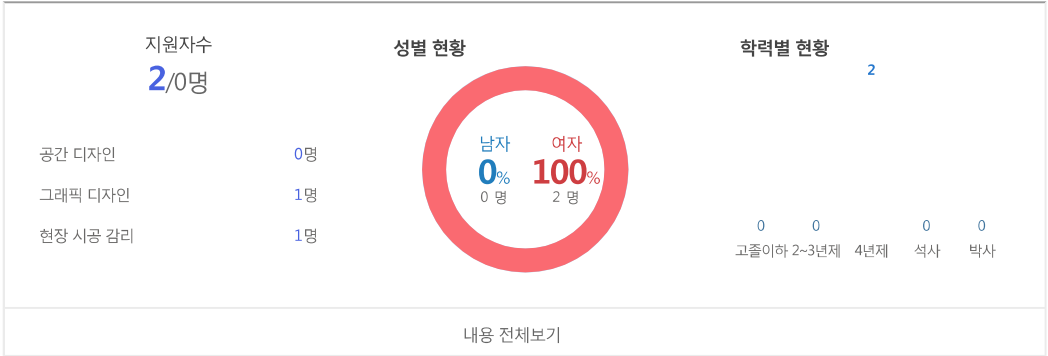 지원자수
2/0명
공간 디자인 0명
그래픽 디자인 1명
현장 시공 감리 1명
성별 현황
남자 여자
0% 100%
0 명 2 명
학력별 현황
2
0 0 0 0
고졸이하 2~3년제 4년제 석사 박사
내용 전체보기